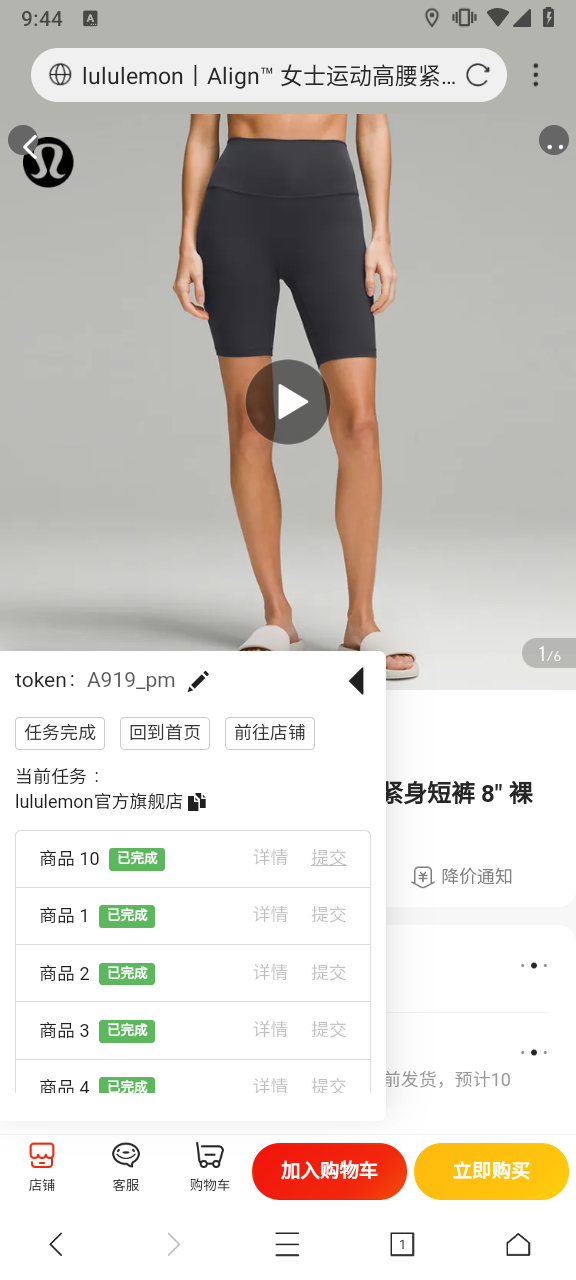 9:44
A
lululemon丨Align™ 女士运动高腰紧...
1/6
token： A919_pm
任务完成 回到首页 前往店铺
当前任务：
lululemon官方旗舰店
紧身短裤 8" 裸
商品 10 已完成 详情 提交
降价通知
商品 1 已完成 详情 提交
商品 2 已完成 详情 提交
商品 3 已完成 详情 提交
前发货，预计10
商品 4 已完成 详情 提交
店铺 客服 购物车 加入购物车 立即购买
1